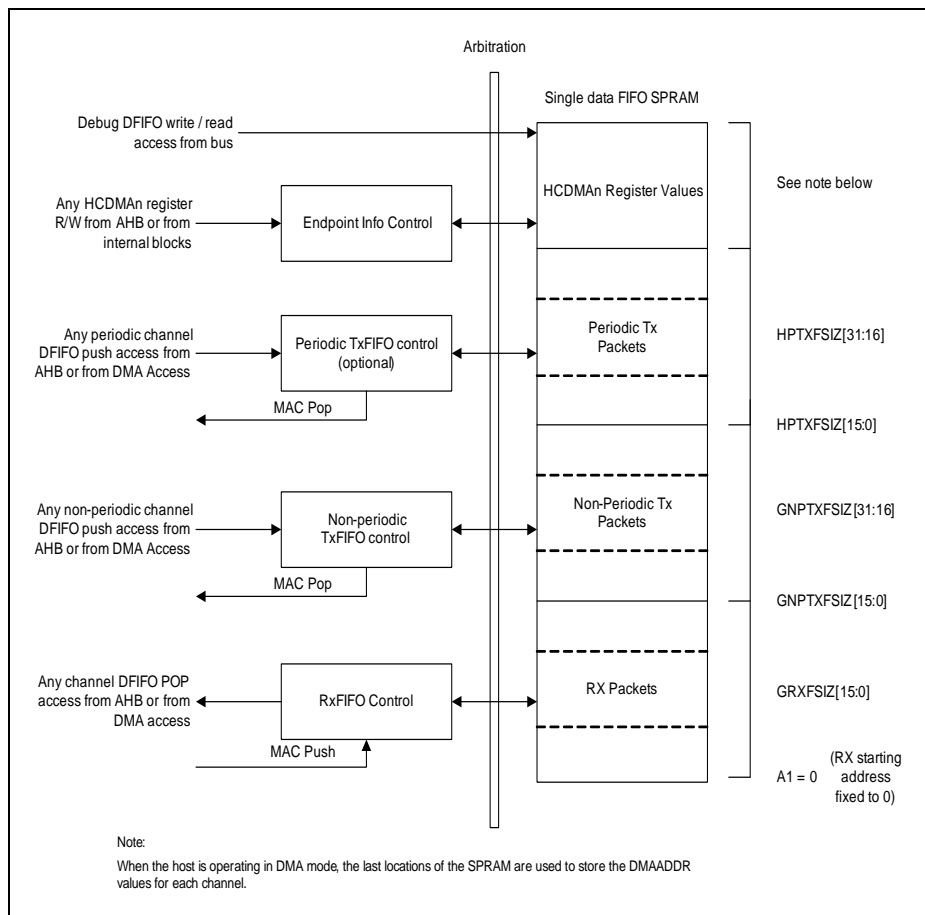 Arbitration
Single data FIFO SPRAM
Debug DFIFO write / read
access from bus
HCDMAn Register Values
See note below
Any HCDMAn register
R/W from AHB or from
internal blocks
Endpoint Info Control
Any periodic channel
DFIFO push access from
AHB or from DMA Access
Periodic TxFIFO control
(optional)
Periodic Tx
Packets
HPTXFSIZ[31:16]
MAC Pop
HPTXFSIZ[15:0]
Any non-periodic channel
DFIFO push access from
AHB or from DMA Access
Non-periodic
TxFIFO control
Non-Periodic Tx
Packets
GNPTXFSIZ[31:16]
MAC Pop
GNPTXFSIZ[15:0]
Any channel DFIFO POP
access from AHB or from
DMA access
RxFIFO Control
RX Packets
GRXFSIZ[15:0]
MAC Push
A1 = 0
(RX starting
address
fixed to 0)
Note:
When the host is operating in DMA mode, the last locations of the SPRAM are used to store the DMAADDR
values for each channel.